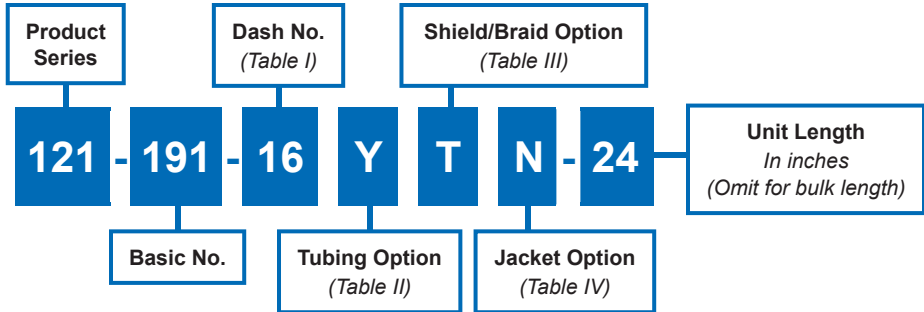 Product
Series
Dash No.
(Table I)
Shield/Braid Option
(Table III)
121 - 191 - 16 Y T N - 24
Unit Length
In inches
(Omit for bulk length)
Basic No.
Tubing Option
(Table II)
Jacket Option
(Table IV)